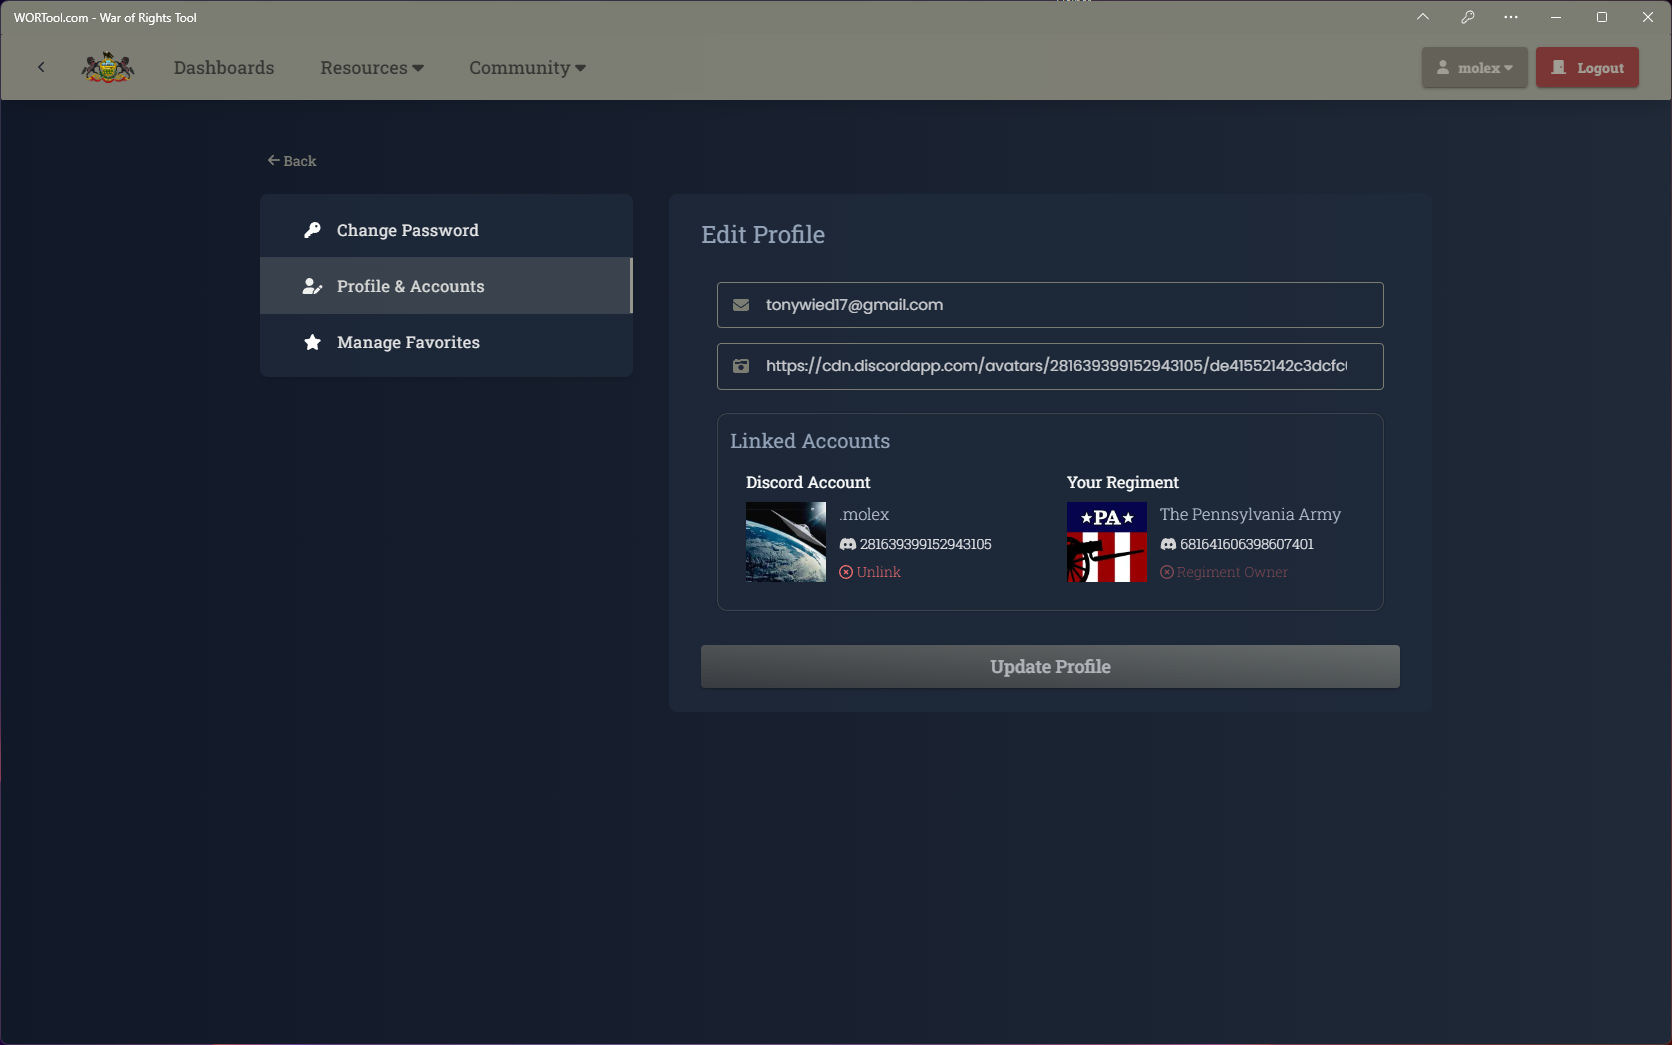 WORTool.com - War of Rights Tool
Dashboards Resources Community molex Logout
Back
Change Password
Profile & Accounts
Manage Favorites
Edit Profile
tonywied17@gmail.com
https://cdn.discordapp.com/avatars/281639399152943105/de41552142c3dcfc
Linked Accounts
Discord Account
.molex
281639399152943105
Unlink
Your Regiment
PA
The Pennsylvania Army
681641606398607401
Regiment Owner
Update Profile